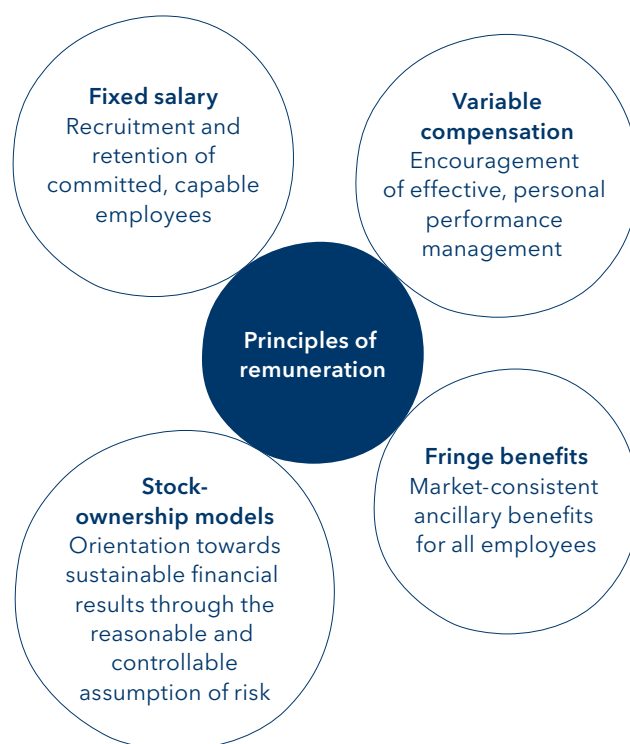 Fixed salary
Recruitment and
retention of
committed, capable
employees
Variable
compensation
Encouragement
of effective, personal
performance
management
Principles of
remuneration
Fringe benefits
Market-consistent
ancillary benefits
for all employees
Stock-
ownership models
Orientation towards
sustainable financial
results through the
reasonable and
controllable
assumption of risk